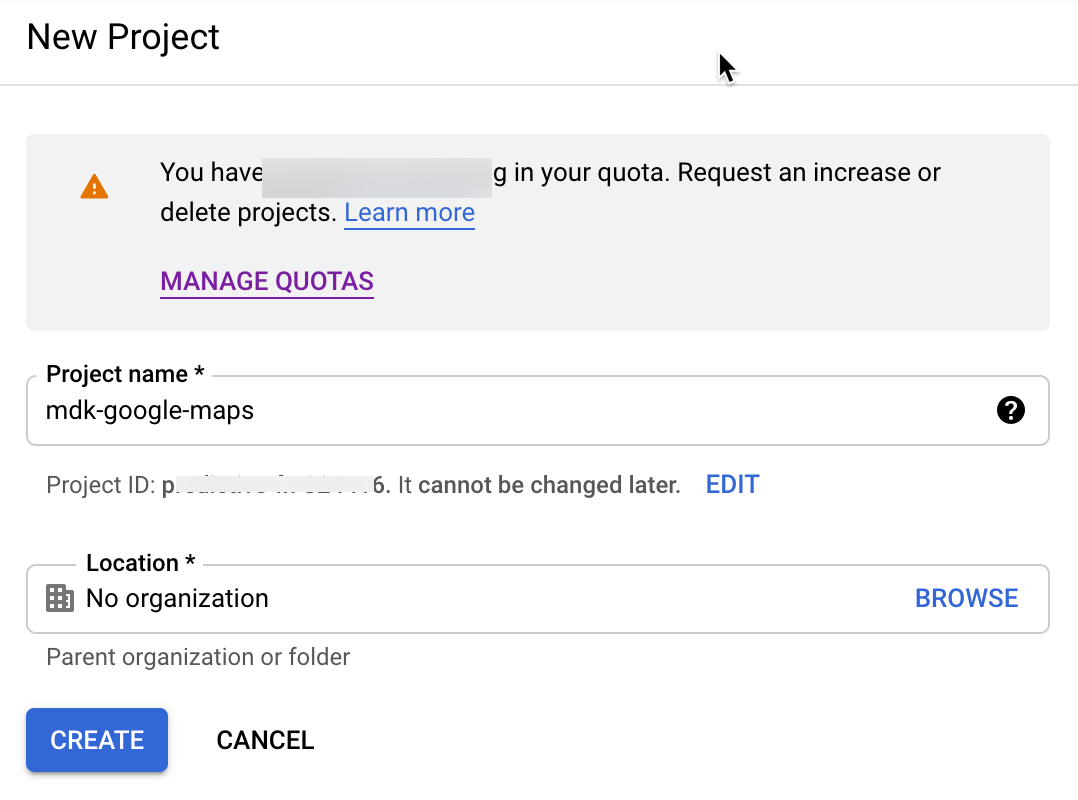 New Project
You have g in your quota. Request an increase or
delete projects. Learn more
MANAGE QUOTAS
Project name *
mdk-google-maps
Project ID: 6. It cannot be changed later. EDIT
Location *
No organization BROWSE
Parent organization or folder
CREATE CANCEL